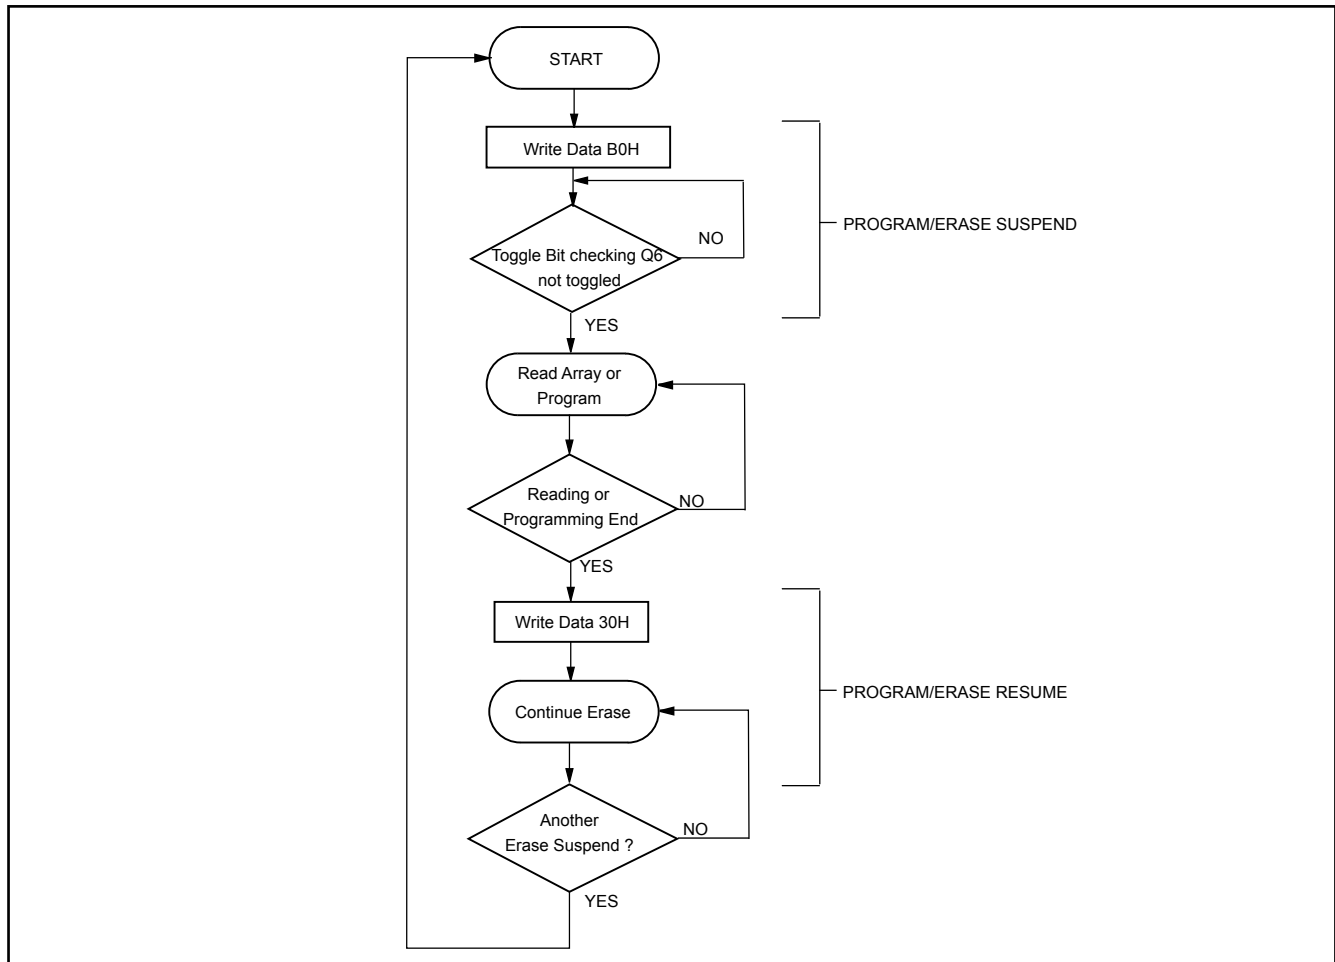 START
Write Data B0H
Toggle Bit checking Q6
not toggled
NO
PROGRAM/ERASE SUSPEND
YES
Read Array or
Program
Reading or
Programming End
NO
YES
Write Data 30H
Continue Erase
PROGRAM/ERASE RESUME
Another
Erase Suspend ?
NO
YES